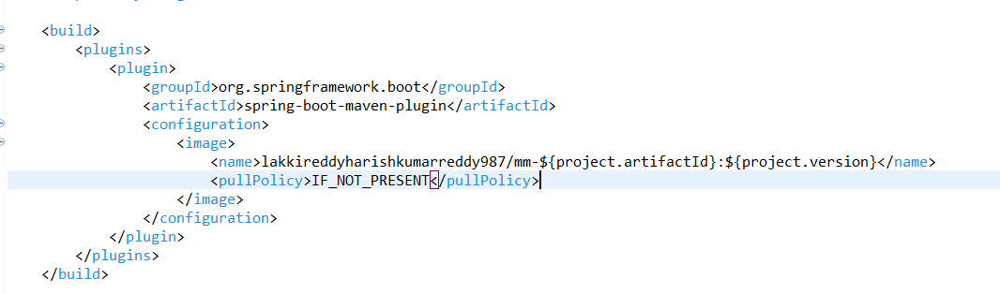 <build>
<plugins>
<plugin>
<groupId>org.springframework.boot</groupId>
<artifactId>spring-boot-maven-plugin</artifactId>
<configuration>
<image>
<name>lakkireddyharishkumarreddy987/mm-${project.artifactId}:${project.version}</name>
<pullPolicy>IF_NOT_PRESENT</pullPolicy>
</image>
</configuration>
</plugin>
</plugins>
</build>